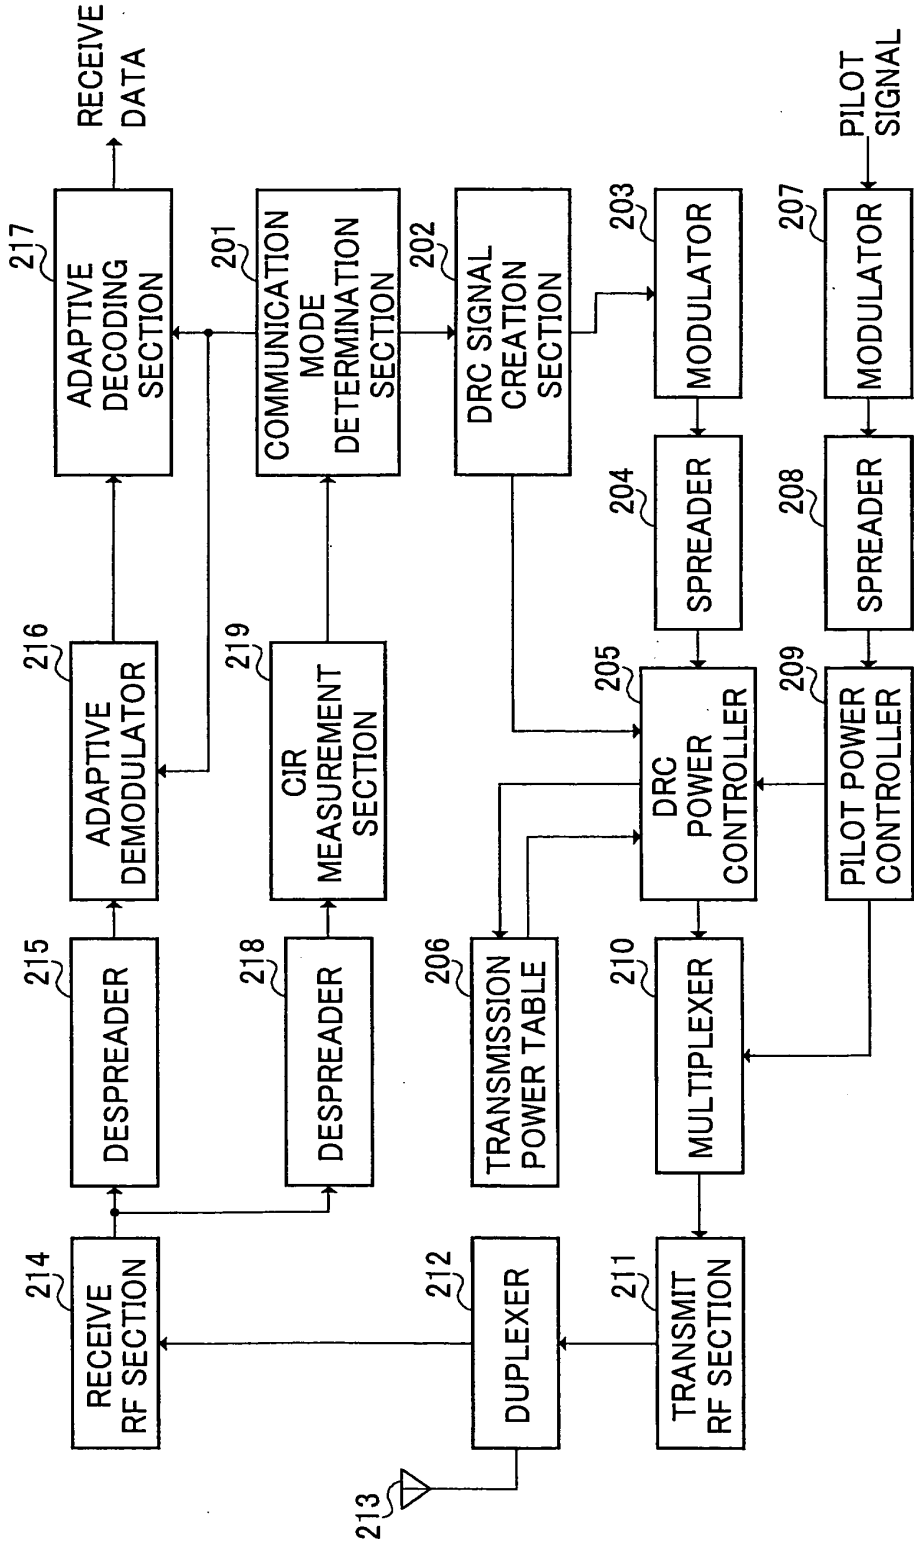 213
214
RECEIVE
RF SECTION
215
DESPREADER
216
ADAPTIVE
DEMODULATOR
217
ADAPTIVE
DECODING
SECTION
RECEIVE
DATA
218
DESPREADER
219
CIR
MEASUREMENT
SECTION
201
COMMUNICATION
MODE
DETERMINATION
SECTION
212
DUPLEXER
206
TRANSMISSION
POWER TABLE
202
DRC SIGNAL
CREATION
SECTION
211
TRANSMIT
RF SECTION
210
MULTIPLEXER
205
DRC
POWER
CONTROLLER
204
SPREADER
203
MODULATOR
209
PILOT POWER
CONTROLLER
208
SPREADER
207
MODULATOR
PILOT
SIGNAL